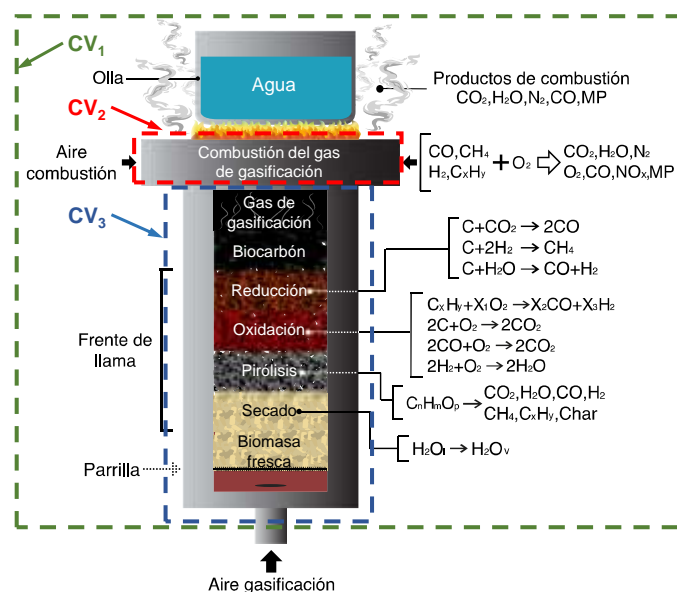 CV₁
Olla
Agua
Productos de combustión
CO₂,H₂O,N₂,CO,MP
CV₂
Aire
combustión
Combustión del gas
de gasificación
CO,CH₄
H₂,CxHy
+ O₂
CO₂,H₂O,N₂
O₂,CO,NOx,MP
CV₃
Gas de
gasificación
Biocarbón
C+CO₂ → 2CO
C+2H₂ → CH₄
C+H₂O → CO+H₂
Reducción
Oxidación
CxHy+X₁O₂ →X₂CO+X₃H₂
2C+O₂ → 2CO₂
2CO+O₂ → 2CO₂
2H₂+O₂ → 2H₂O
Frente de
llama
Pirólisis
CnHmOp → CO₂,H₂O,CO,H₂
CH₄,CxHy,Char
Secado
Biomasa
fresca
H₂Ol → H₂Ov
Parrilla
Aire gasificación